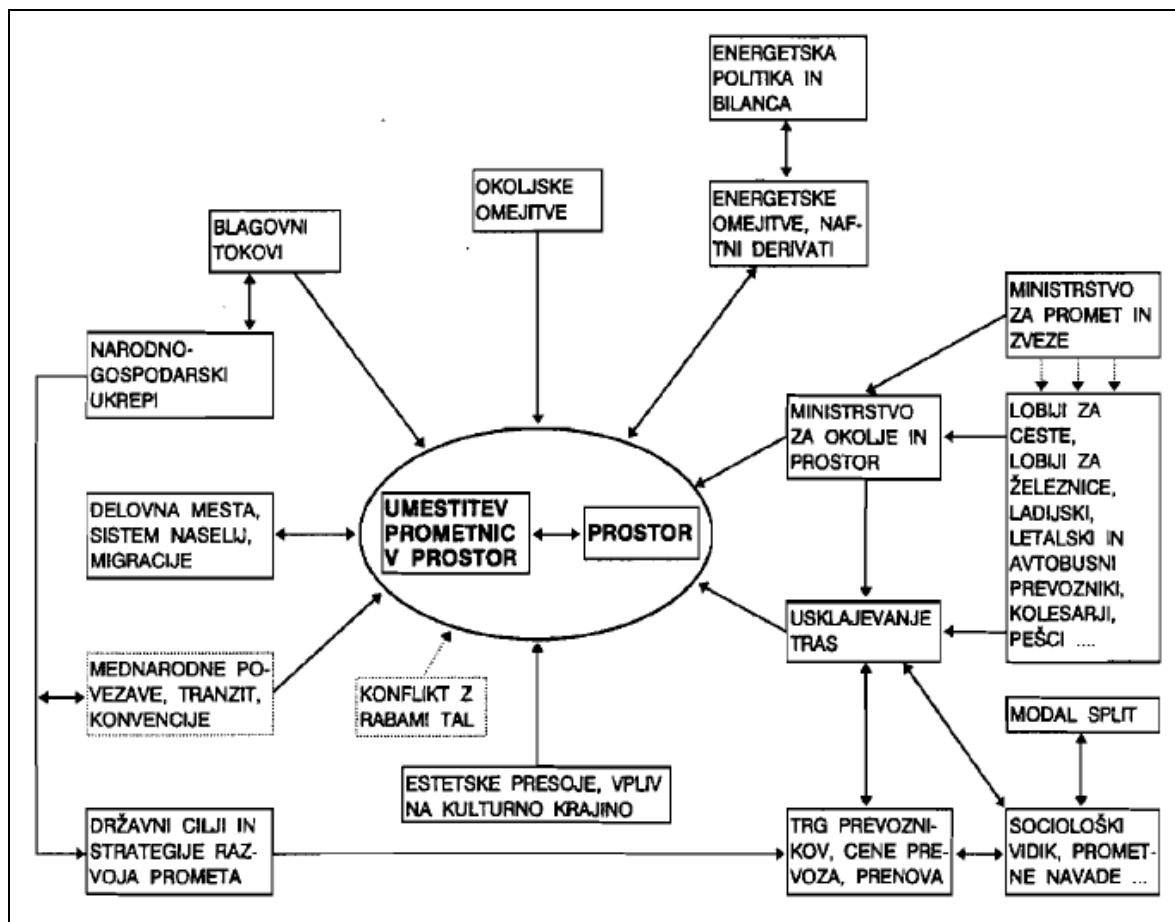 ENERGETSKA
POLITIKA IN
BILANCA
OKOLJSKE
OMEJITVE
ENERGETSKE
OMEJITVE, NAF-
TNI DERIVATI
BLAGOVNI
TOKOVI
MINISTRSTVO
ZA PROMET IN
ZVEZE
NARODNO-
GOSPODARSKI
UKREPI
MINISTRSTVO
ZA OKOLJE IN
PROSTOR
LOBIJI ZA
CESTE,
LOBIJI ZA
ŽELEZNICE,
LADIJSKI,
LETALSKI IN
AVTOBUSNI
PREVOZNIKI,
KOLESARJI,
PEŠCI ....
DELOVNA MESTA,
SISTEM NASELIJ,
MIGRACIJE
UMESTITEV
PROMETNIC
V PROSTOR
PROSTOR
USKLAJEVANJE
TRAS
MEDNARODNE PO-
VEZAVE, TRANZIT,
KONVENCIJE
KONFLIKT Z
RABAMI TAL
MODAL SPLIT
ESTETSKE PRESOJE, VPLIV
NA KULTURNO KRAJINO
DRŽAVNI CILJI IN
STRATEGIJE RAZ-
VOJA PROMETA
TRG PREVOZNI-
KOV, CENE PRE-
VOZA, PRENOVA
SOCIOLOŠKI
VIDIK, PROMET-
NE NAVADE ...